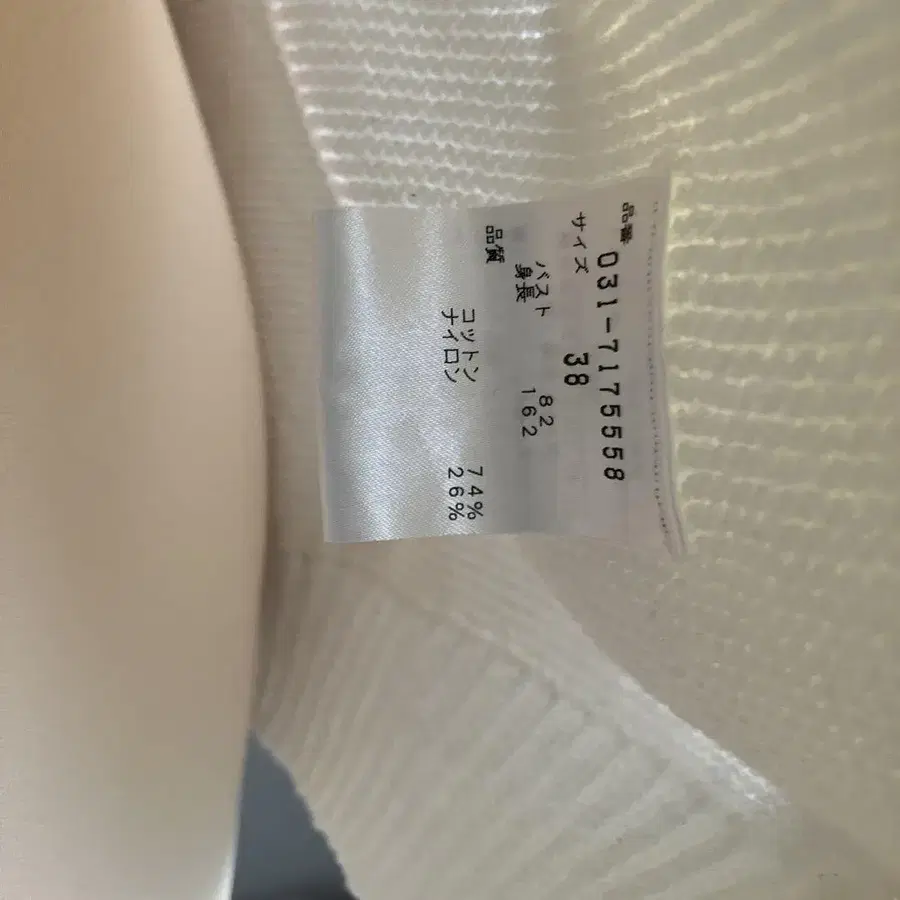 品番 031-7175558
サイズ 38
バスト 82
身長 162
品質
コットン 74%
ナイロン 26%